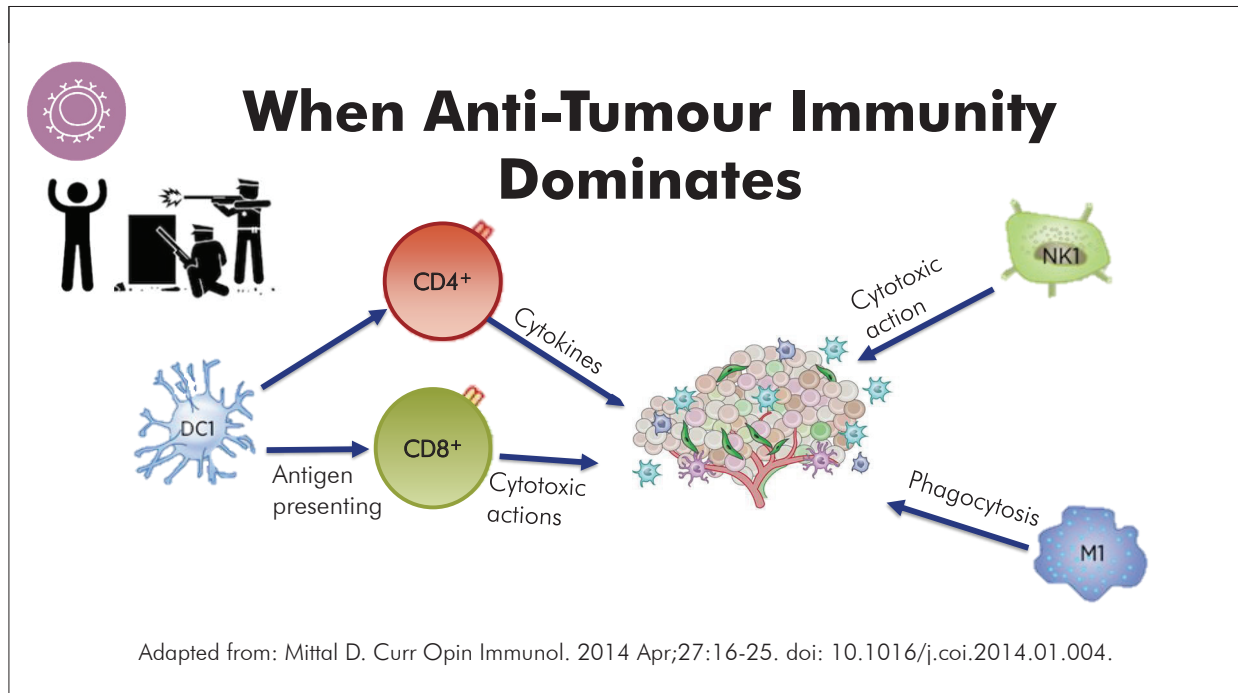 When Anti-Tumour Immunity
Dominates
CD4+
NK1
Cytotoxic
action
Cytokines
DC1
CD8+
Antigen
presenting
Cytotoxic
actions
Phagocytosis
M1
Adapted from: Mittal D. Curr Opin Immunol. 2014 Apr;27:16-25. doi: 10.1016/j.coi.2014.01.004.